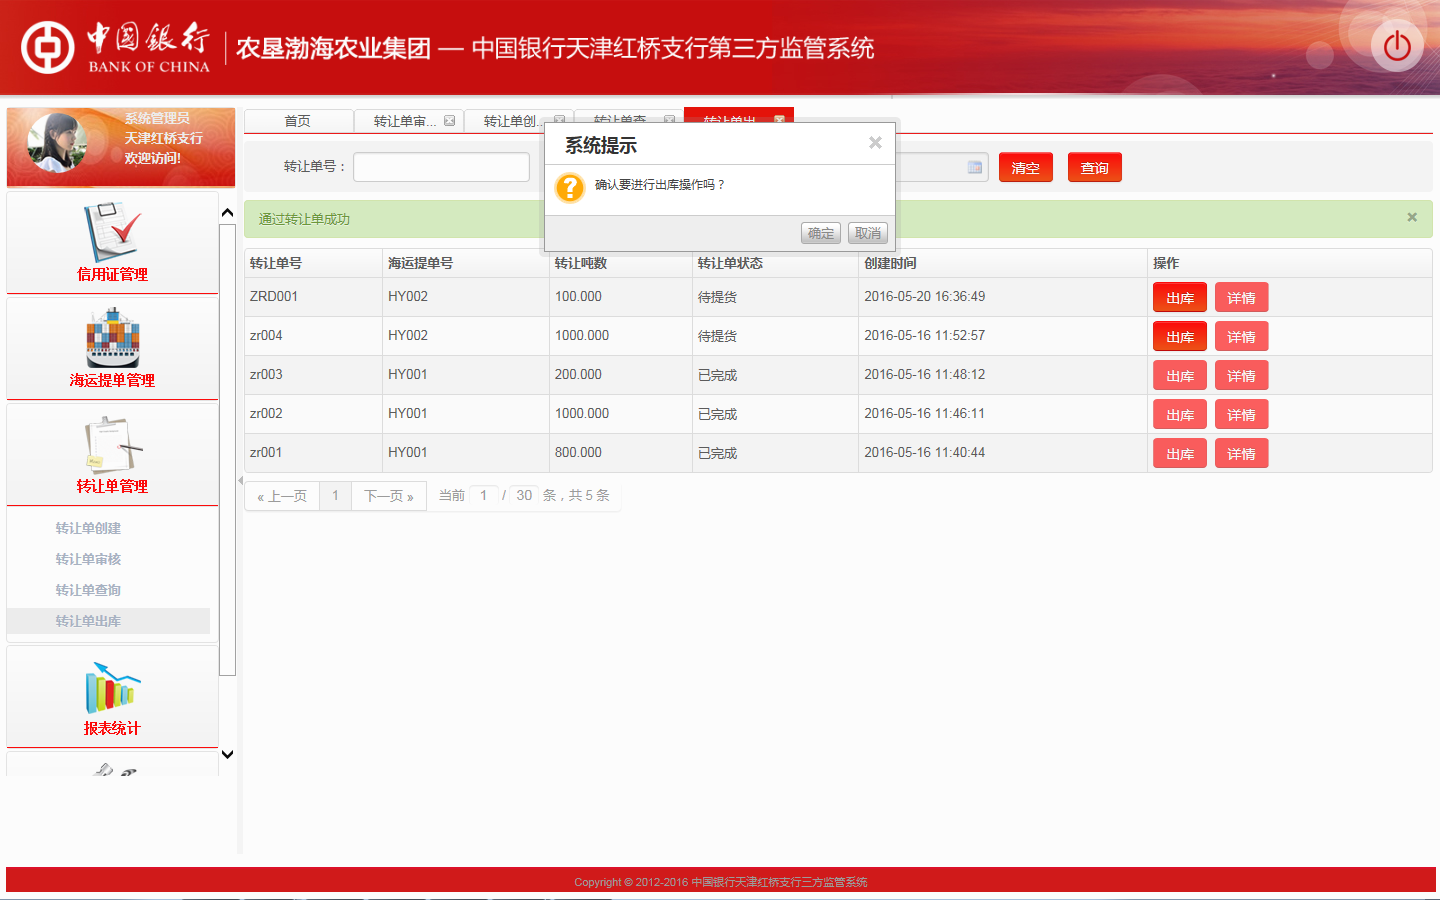 中国银行
BANK OF CHINA
农垦渤海农业集团 — 中国银行天津红桥支行第三方监管系统
系统管理员
天津红桥支行
欢迎访问!
首页
转让单审...
转让单创...
转让单查
转让单出
转让单号：
清空
查询
系统提示
确认要进行出库操作吗？
确定
取消
通过转让单成功
转让单号 海运提单号 转让吨数 转让单状态 创建时间 操作
ZRD001 HY002 100.000 待提货 2016-05-20 16:36:49 出库 详情
zr004 HY002 1000.000 待提货 2016-05-16 11:52:57 出库 详情
zr003 HY001 200.000 已完成 2016-05-16 11:48:12 出库 详情
zr002 HY001 1000.000 已完成 2016-05-16 11:46:11 出库 详情
zr001 HY001 800.000 已完成 2016-05-16 11:40:44 出库 详情
« 上一页 1 下一页 » 当前 1 / 30 条，共 5 条
信用证管理
海运提单管理
转让单管理
转让单创建
转让单审核
转让单查询
转让单出库
报表统计
Copyright © 2012-2016 中国银行天津红桥支行三方监管系统